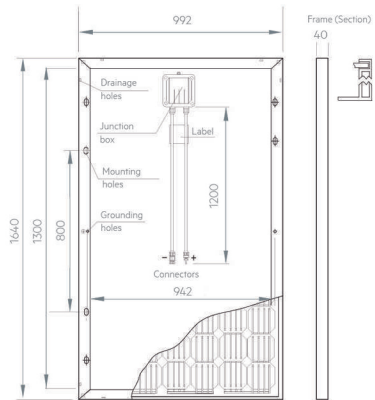 992
Frame (Section)
40
Drainage
holes
Junction
box
Label
Mounting
holes
1200
Grounding
holes
1640
1300
800
- +
Connectors
942